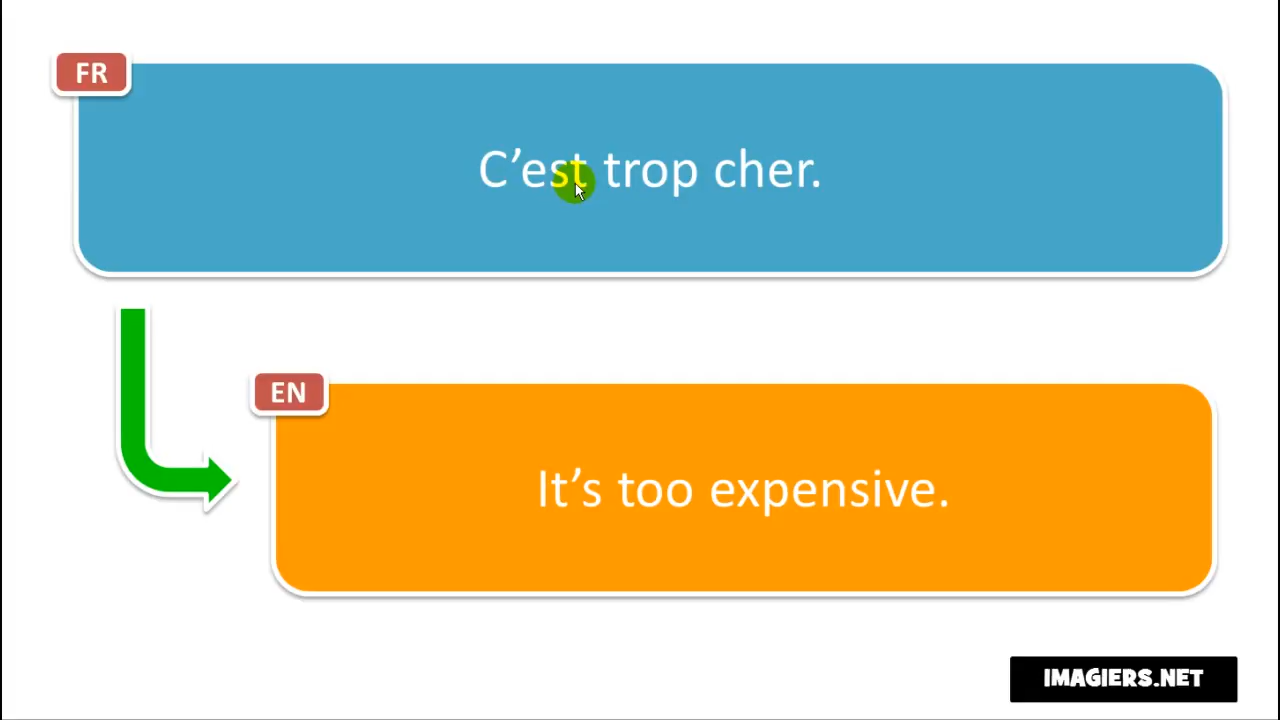 FR
C’est trop cher.
EN
It’s too expensive.
IMAGIERS.NET